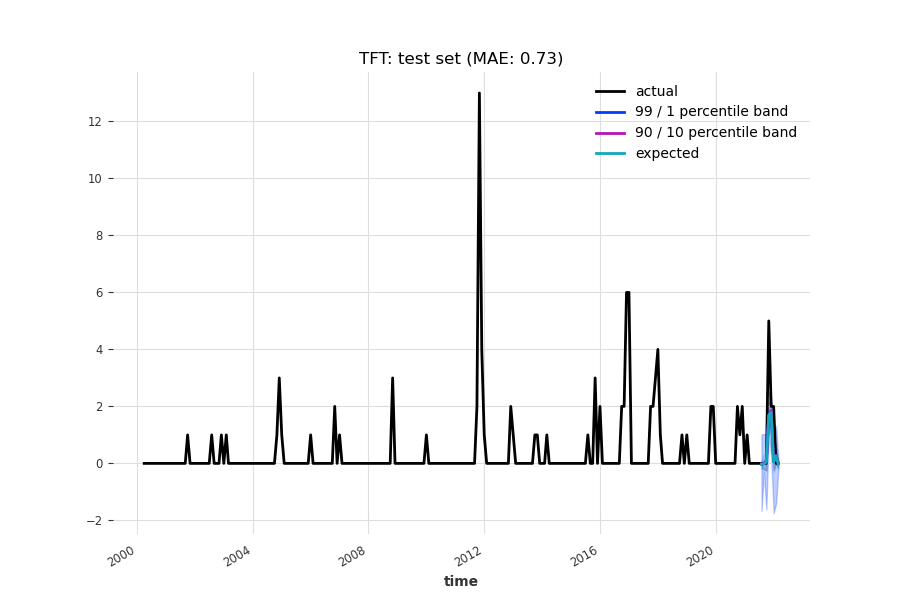 TFT: test set (MAE: 0.73)
actual
99 / 1 percentile band
90 / 10 percentile band
expected
12
10
8
6
4
2
0
−2
2000
2004
2008
2012
2016
2020
time